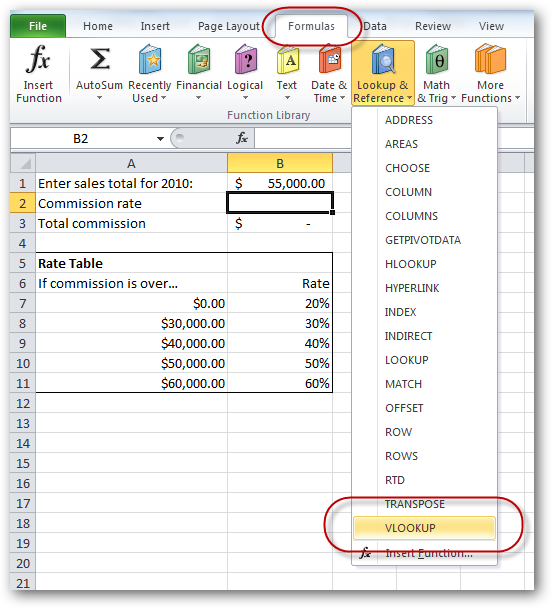 File Home Insert Page Layout Formulas Data Review View
fx Σ A θ
Insert Function AutoSum Recently Used Financial Logical Text Date & Time Lookup & Reference Math & Trig More Functions
Function Library
B2 fx
A B
1 Enter sales total for 2010: $ 55,000.00
2 Commission rate
3 Total commission $ -
4
5 Rate Table
6 If commission is over... Rate
7 $0.00 20%
8 $30,000.00 30%
9 $40,000.00 40%
10 $50,000.00 50%
11 $60,000.00 60%
12
13
14
15
16
17
18
19
20
21
ADDRESS
AREAS
CHOOSE
COLUMN
COLUMNS
GETPIVOTDATA
HLOOKUP
HYPERLINK
INDEX
INDIRECT
LOOKUP
MATCH
OFFSET
ROW
ROWS
RTD
TRANSPOSE
VLOOKUP
fx Insert Function...